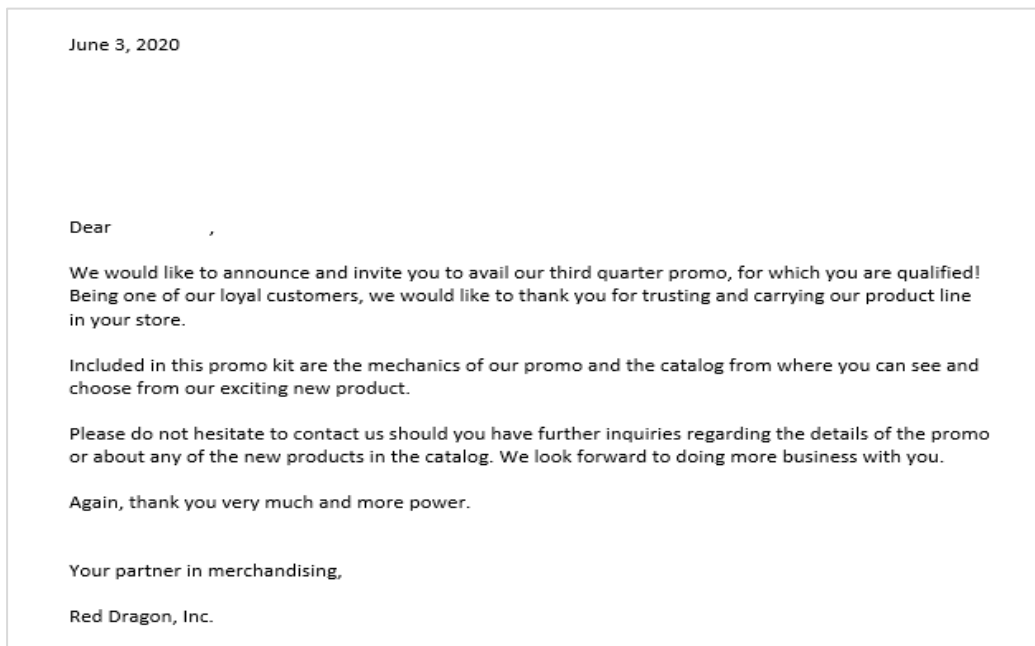 June 3, 2020
Dear ,
We would like to announce and invite you to avail our third quarter promo, for which you are qualified!
Being one of our loyal customers, we would like to thank you for trusting and carrying our product line
in your store.
Included in this promo kit are the mechanics of our promo and the catalog from where you can see and
choose from our exciting new product.
Please do not hesitate to contact us should you have further inquiries regarding the details of the promo
or about any of the new products in the catalog. We look forward to doing more business with you.
Again, thank you very much and more power.
Your partner in merchandising,
Red Dragon, Inc.